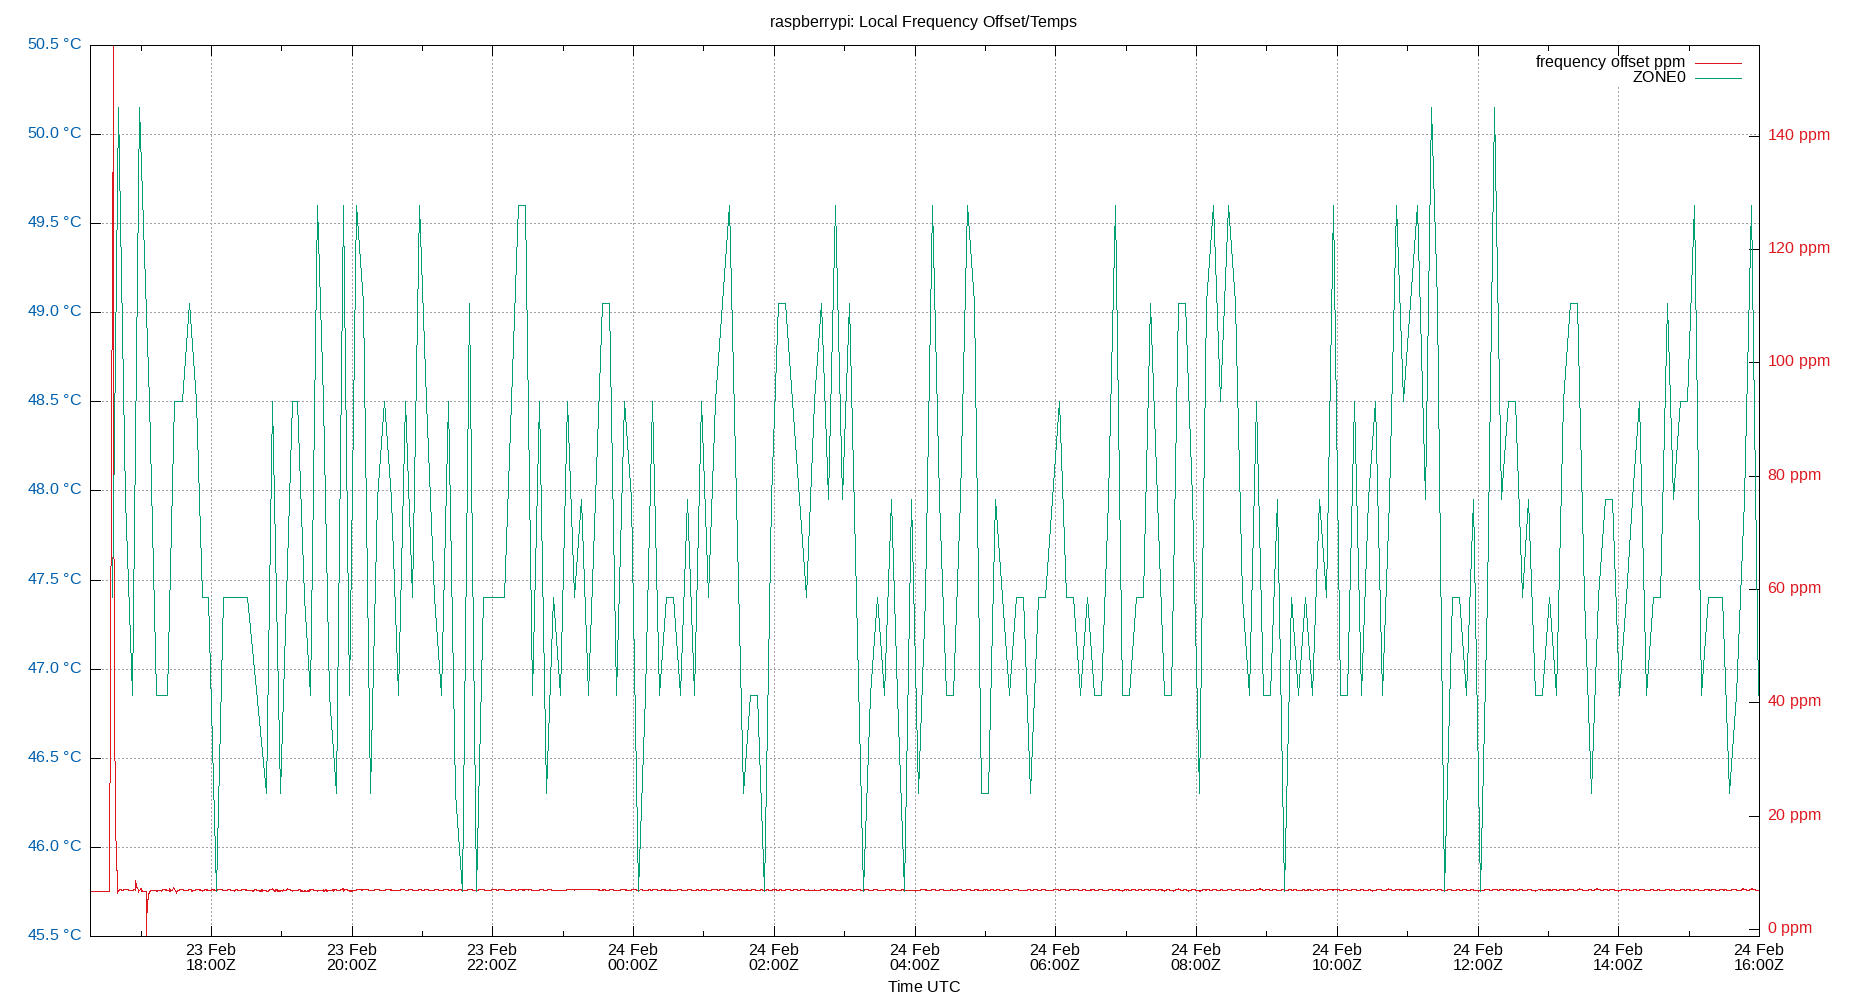 raspberrypi: Local Frequency Offset/Temps
frequency offset ppm
ZONE0
50.5 °C
50.0 °C
49.5 °C
49.0 °C
48.5 °C
48.0 °C
47.5 °C
47.0 °C
46.5 °C
46.0 °C
45.5 °C
140 ppm
120 ppm
100 ppm
80 ppm
60 ppm
40 ppm
20 ppm
0 ppm
23 Feb
18:00Z
23 Feb
20:00Z
23 Feb
22:00Z
24 Feb
00:00Z
24 Feb
02:00Z
24 Feb
04:00Z
24 Feb
06:00Z
24 Feb
08:00Z
24 Feb
10:00Z
24 Feb
12:00Z
24 Feb
14:00Z
24 Feb
16:00Z
Time UTC